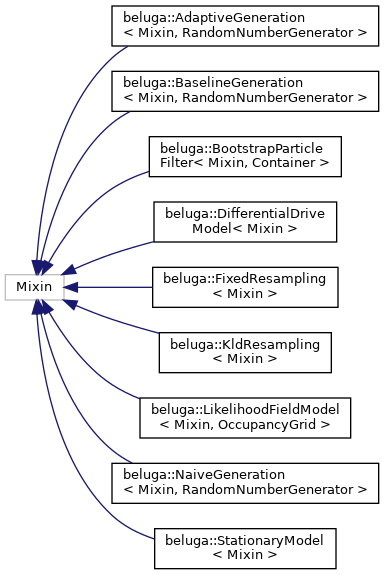 beluga::AdaptiveGeneration
< Mixin, RandomNumberGenerator >
beluga::BaselineGeneration
< Mixin, RandomNumberGenerator >
beluga::BootstrapParticle
Filter< Mixin, Container >
beluga::DifferentialDrive
Model< Mixin >
Mixin
beluga::FixedResampling
< Mixin >
beluga::KldResampling
< Mixin >
beluga::LikelihoodFieldModel
< Mixin, OccupancyGrid >
beluga::NaiveGeneration
< Mixin, RandomNumberGenerator >
beluga::StationaryModel
< Mixin >